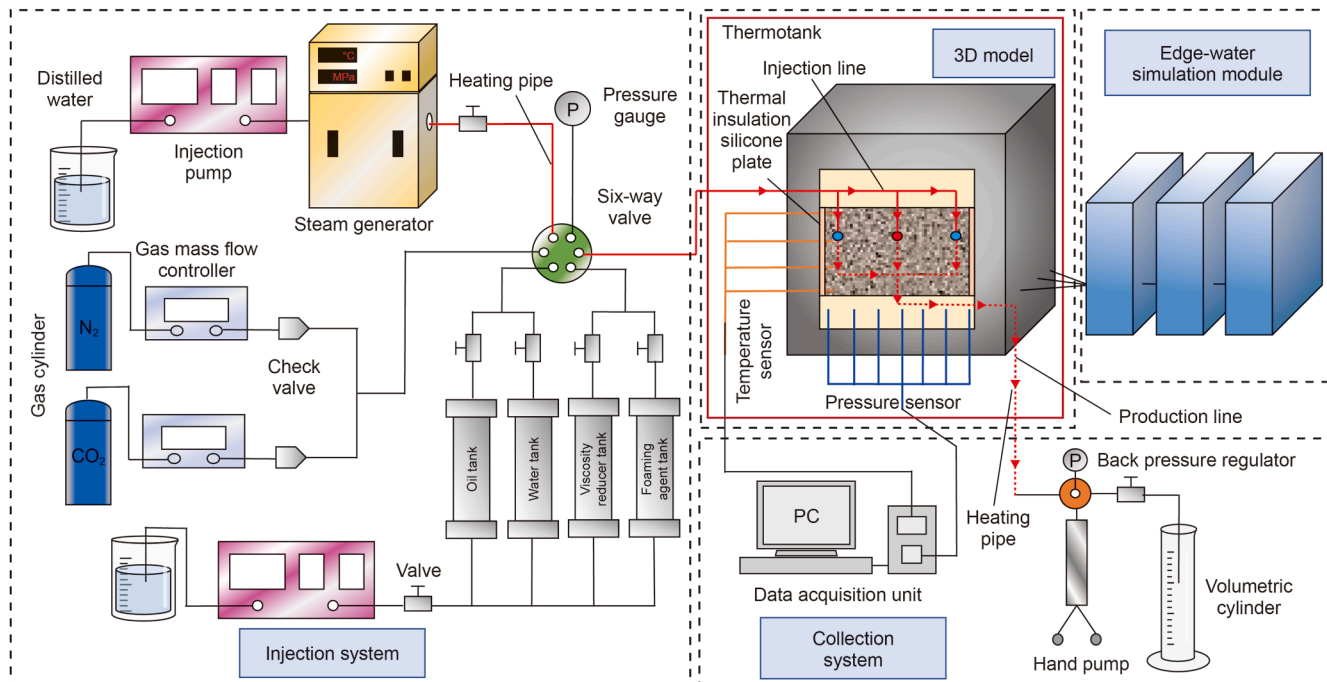 Distilled
water
Injection
pump
°C
MPa
Steam generator
Heating pipe
P
Pressure
gauge
Six-way
valve
Gas cylinder
N2
CO2
Gas mass flow
controller
Check
valve
Oil tank
Water tank
Viscosity
reducer tank
Foaming
agent tank
Valve
Injection system
Thermotank
3D model
Injection line
Thermal
insulation
silicone
plate
Temperature
sensor
Pressure sensor
Edge-water
simulation module
Production line
P
Back pressure regulator
Heating
pipe
PC
Data acquisition unit
Collection
system
Hand pump
Volumetric
cylinder